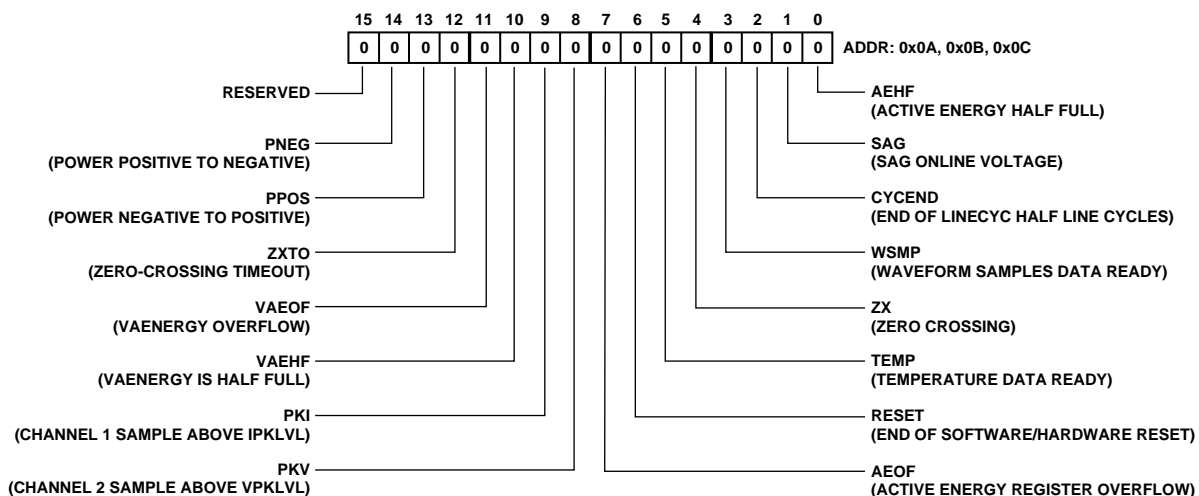 15 14 13 12 11 10 9 8 7 6 5 4 3 2 1 0
0 0 0 0 0 0 0 0 0 0 0 0 0 0 0 0 ADDR: 0x0A, 0x0B, 0x0C
RESERVED
PNEG
(POWER POSITIVE TO NEGATIVE)
PPOS
(POWER NEGATIVE TO POSITIVE)
ZXTO
(ZERO-CROSSING TIMEOUT)
VAEOF
(VAENERGY OVERFLOW)
VAEHF
(VAENERGY IS HALF FULL)
PKI
(CHANNEL 1 SAMPLE ABOVE IPKLVL)
PKV
(CHANNEL 2 SAMPLE ABOVE VPKLVL)
AEHF
(ACTIVE ENERGY HALF FULL)
SAG
(SAG ONLINE VOLTAGE)
CYCEND
(END OF LINECYC HALF LINE CYCLES)
WSMP
(WAVEFORM SAMPLES DATA READY)
ZX
(ZERO CROSSING)
TEMP
(TEMPERATURE DATA READY)
RESET
(END OF SOFTWARE/HARDWARE RESET)
AEOF
(ACTIVE ENERGY REGISTER OVERFLOW)